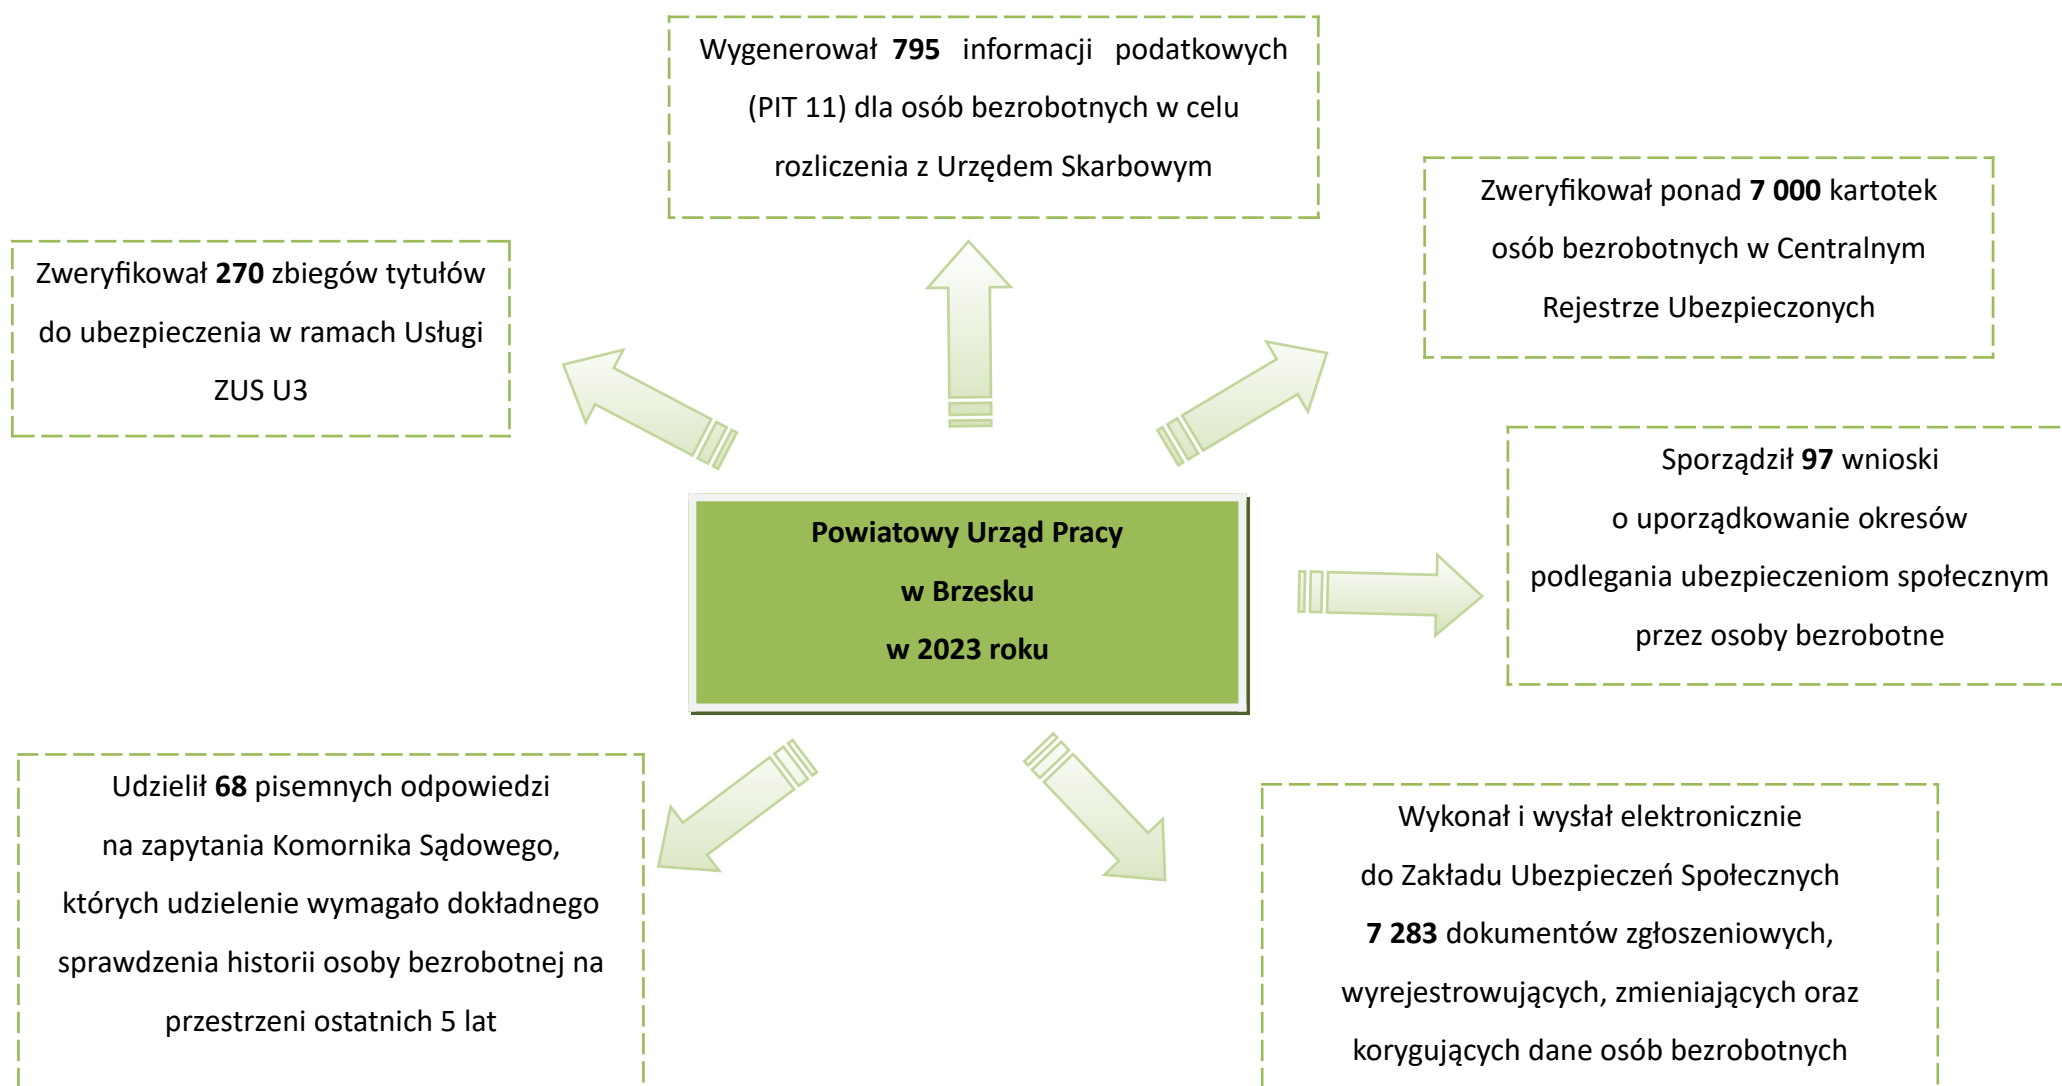 Wygenerował 795 informacji podatkowych
(PIT 11) dla osób bezrobotnych w celu
rozliczenia z Urzędem Skarbowym
Zweryfikował ponad 7 000 kartotek
osób bezrobotnych w Centralnym
Rejestrze Ubezpieczonych
Zweryfikował 270 zbiegów tytułów
do ubezpieczenia w ramach Usługi
ZUS U3
Sporządził 97 wnioski
o uporządkowanie okresów
podlegania ubezpieczeniom społecznym
przez osoby bezrobotne
Powiatowy Urząd Pracy
w Brzesku
w 2023 roku
Udzielił 68 pisemnych odpowiedzi
na zapytania Komornika Sądowego,
których udzielenie wymagało dokładnego
sprawdzenia historii osoby bezrobotnej na
przestrzeni ostatnich 5 lat
Wykonał i wysłał elektronicznie
do Zakładu Ubezpieczeń Społecznych
7 283 dokumentów zgłoszeniowych,
wyrejestrowujących, zmieniających oraz
korygujących dane osób bezrobotnych